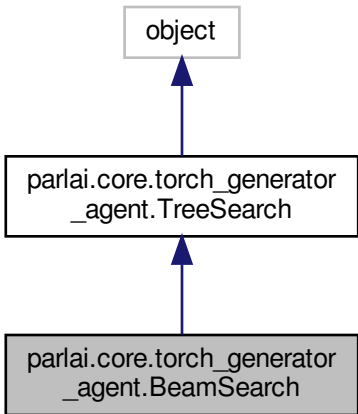 object
parlai.core.torch_generator
_agent.TreeSearch
parlai.core.torch_generator
_agent.BeamSearch